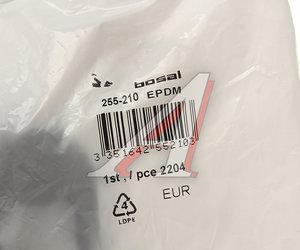 bosal
255-210 EPDM
3 351642 552103
1st , / pce 2204
EUR
4
LDPE